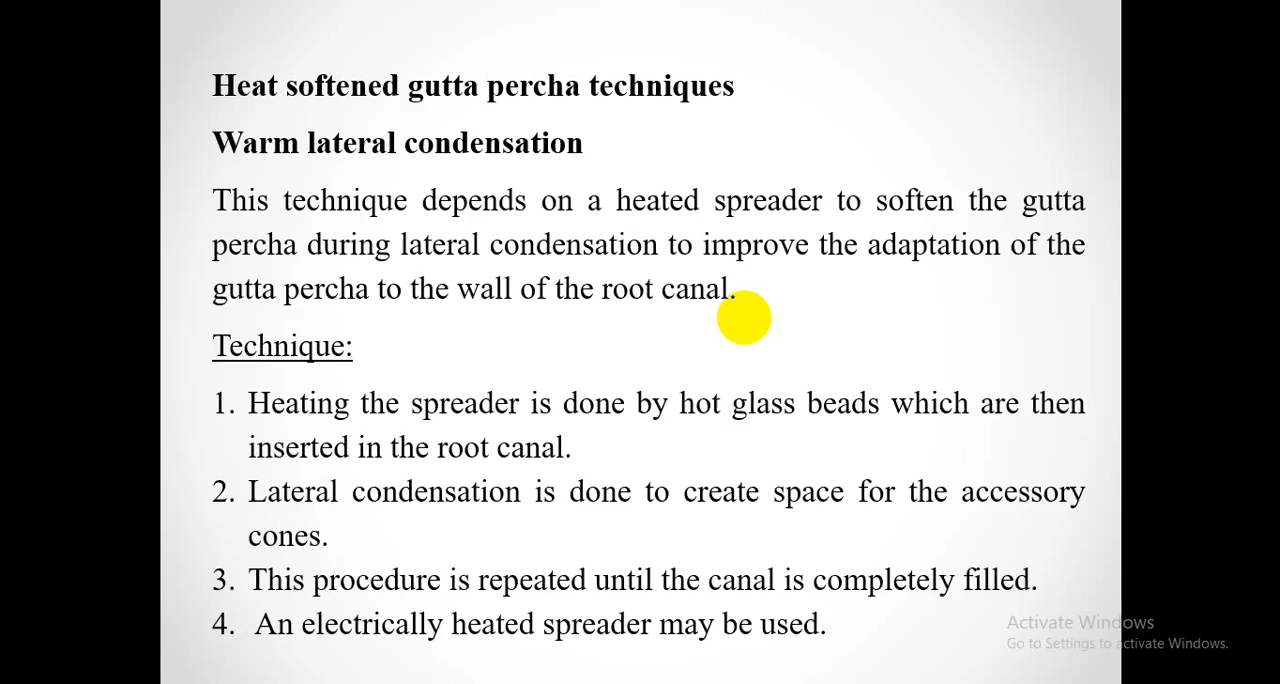 Heat softened gutta percha techniques
Warm lateral condensation
This technique depends on a heated spreader to soften the gutta
percha during lateral condensation to improve the adaptation of the
gutta percha to the wall of the root canal.
Technique:
1. Heating the spreader is done by hot glass beads which are then
inserted in the root canal.
2. Lateral condensation is done to create space for the accessory
cones.
3. This procedure is repeated until the canal is completely filled.
4. An electrically heated spreader may be used.
Activate Windows
Go to Settings to activate Windows.